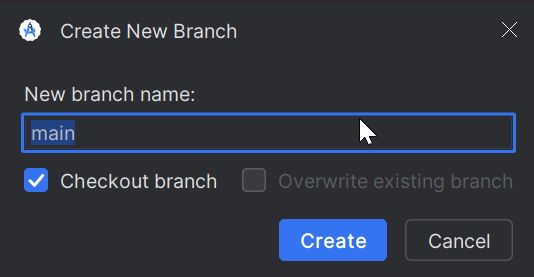 Create New Branch
New branch name:
main
Checkout branch
Overwrite existing branch
Create
Cancel